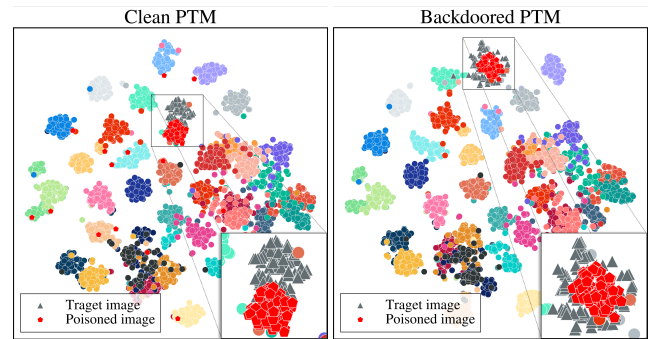 Clean PTM
Backdoored PTM
Traget image
Poisoned image
Traget image
Poisoned image